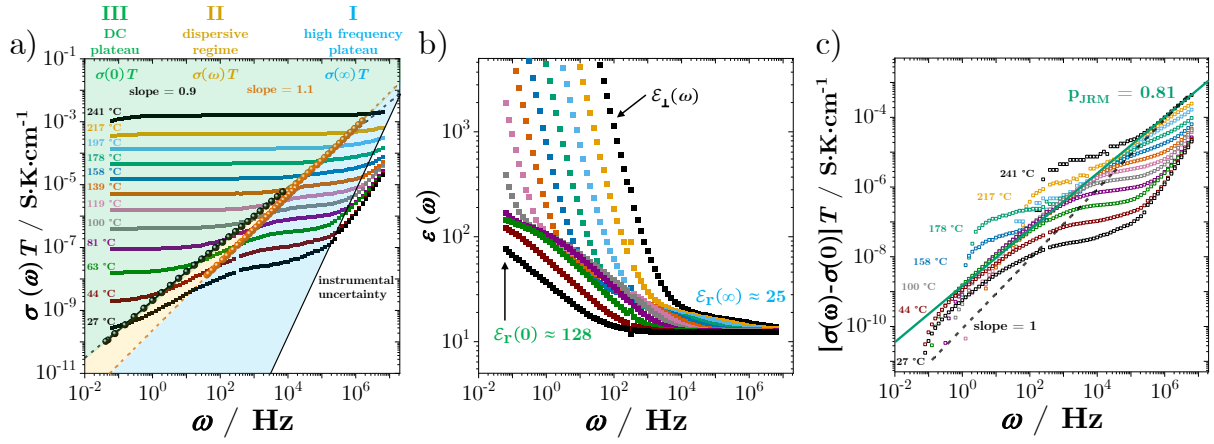 III
DC
plateau
σ(0) T
II
dispersive
regime
σ(ω) T
I
high frequency
plateau
σ(∞) T
a)
slope = 0.9
slope = 1.1
241 °C
217 °C
197 °C
178 °C
158 °C
139 °C
119 °C
100 °C
81 °C
63 °C
44 °C
27 °C
instrumental
uncertainty
10⁻¹
10⁻³
10⁻⁵
10⁻⁷
10⁻⁹
10⁻¹¹
σ (ω) T / S·K·cm⁻¹
10⁻² 10⁰ 10² 10⁴ 10⁶
ω / Hz
b)
ε⊥(ω)
εr(∞) ≈ 25
εr(0) ≈ 128
10³
10²
10¹
ε (ω)
10⁻² 10⁰ 10² 10⁴ 10⁶
ω / Hz
c)
pJRM = 0.81
241 °C
217 °C
178 °C
158 °C
100 °C
44 °C
27 °C
slope = 1
10⁻⁴
10⁻⁶
10⁻⁸
10⁻¹⁰
[σ(ω)-σ(0)] T / S·K·cm⁻¹
10⁻² 10⁰ 10² 10⁴ 10⁶
ω / Hz